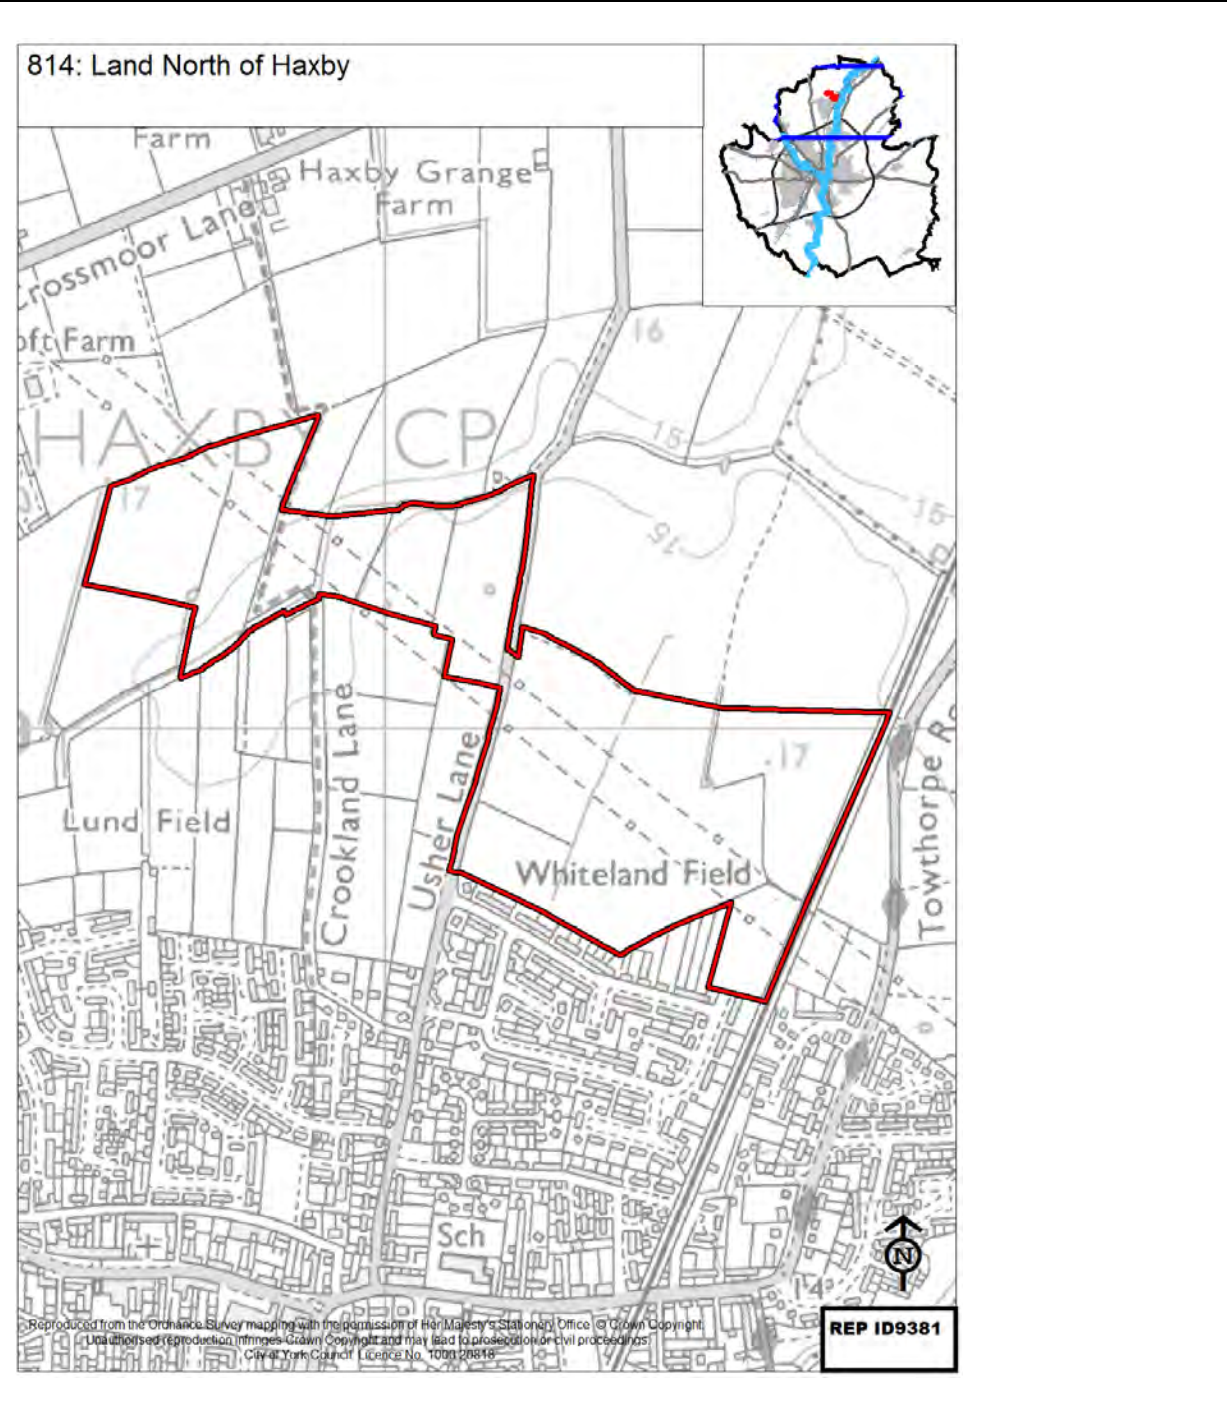 814: Land North of Haxby
Farm
Haxby Grange
Farm
Crossmoor Lane
oft Farm
16
HAXBY CP
15
17
15
15
17
Lund Field
Crookland Lane
Usher Lane
Whiteland Field
Towthorpe R
Sch
14
N
Reproduced from the Ordnance Survey mapping with the permission of Her Majesty's Stationery Office © Crown Copyright.
Unauthorised reproduction infringes Crown Copyright and may lead to prosecution or civil proceedings.
City of York Council Licence No. 1000 20818
REP ID9381